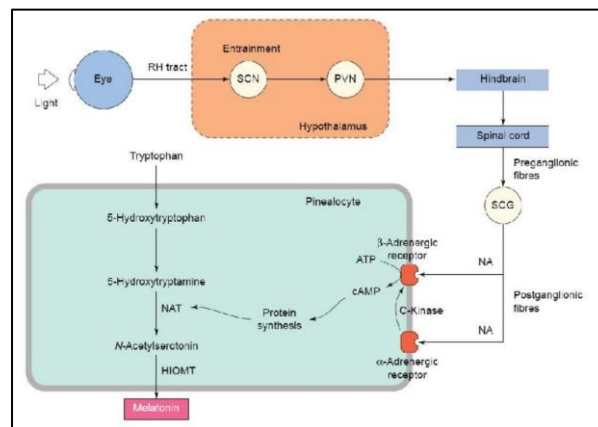 Entrainment
RH tract
Eye
SCN
PVN
Hindbrain
Light
Hypothalamus
Spinal cord
Tryptophan
Preganglionic
fibres
Pinealocyte
SCG
5-Hydroxytryptophan
β-Adrenergic
receptor
NA
ATP
5-Hydroxytryptamine
cAMP
NAT
Protein
synthesis
C-Kinase
Postganglionic
fibres
NA
N-Acetylserotonin
HIOMT
α-Adrenergic
receptor
Melatonin